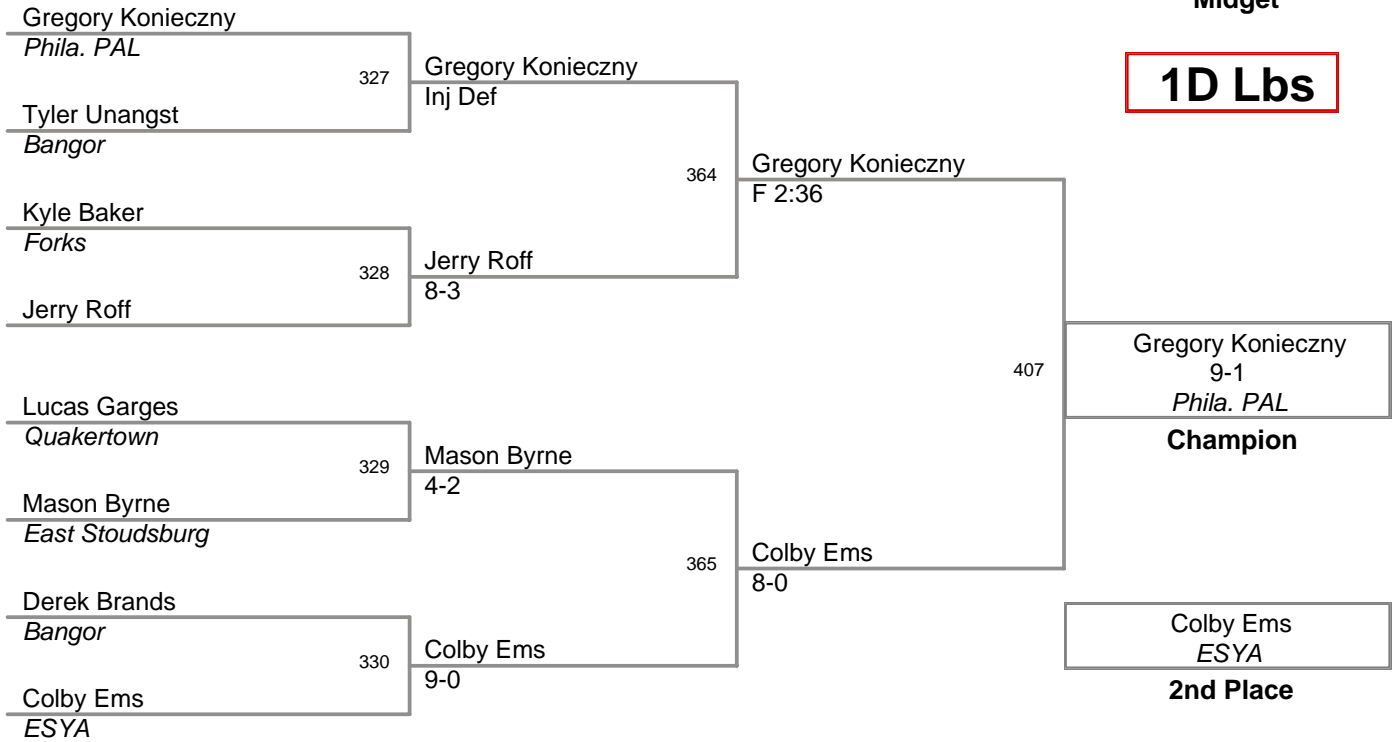 Midget
1D Lbs
Gregory Konieczny
Phila. PAL
327
Tyler Unangst
Bangor
Gregory Konieczny
Inj Def
Kyle Baker
Forks
328
Jerry Roff
Jerry Roff
8-3
364
Gregory Konieczny
F 2:36
Lucas Garges
Quakertown
329
Mason Byrne
East Stoudsburg
Mason Byrne
4-2
Derek Brands
Bangor
330
Colby Ems
ESYA
Colby Ems
9-0
365
Colby Ems
8-0
407
Gregory Konieczny
9-1
Phila. PAL
Champion
Colby Ems
ESYA
2nd Place